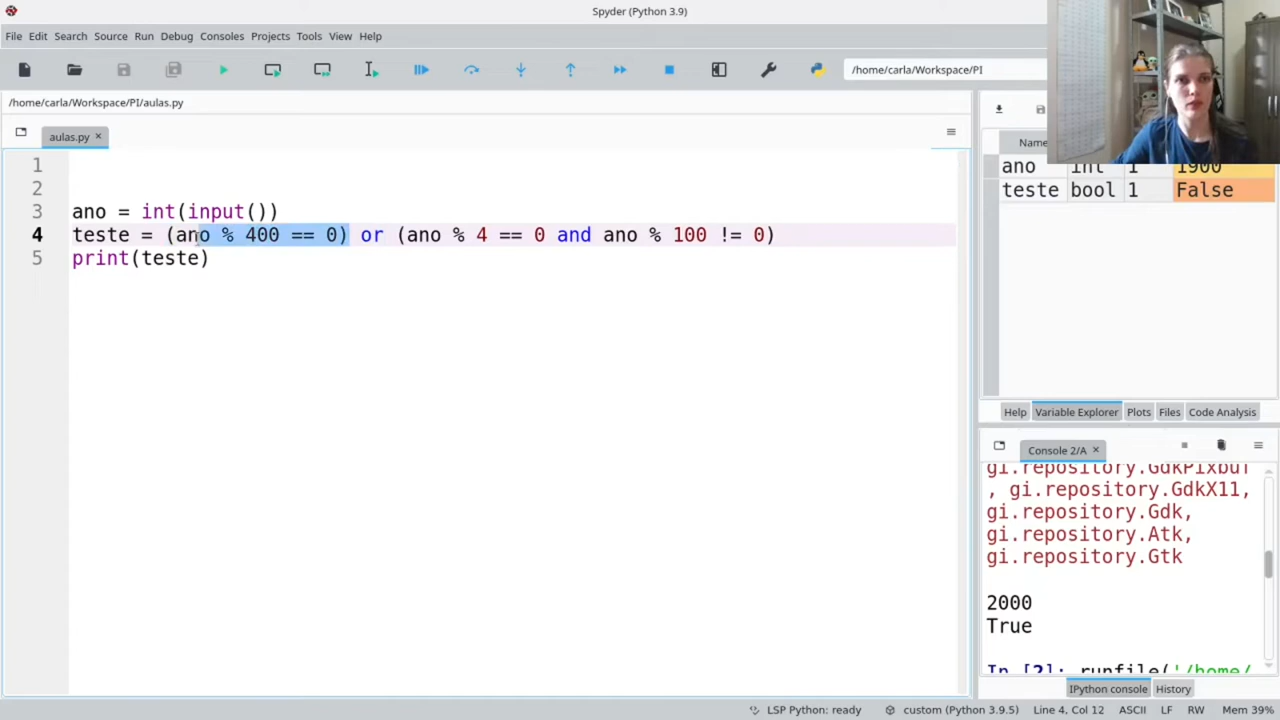 Spyder (Python 3.9)
File Edit Search Source Run Debug Consoles Projects Tools View Help
/home/carla/Workspace/PI
/home/carla/Workspace/PI/aulas.py
aulas.py
1
2
3 ano = int(input())
4 teste = (ano % 400 == 0) or (ano % 4 == 0 and ano % 100 != 0)
5 print(teste)
Name
ano int 1 1900
teste bool 1 False
Help Variable Explorer Plots Files Code Analysis
Console 2/A
gi.repository.GdkPixbuf
, gi.repository.GdkX11,
gi.repository.Gdk,
gi.repository.Atk,
gi.repository.Gtk
2000
True
In [2]: runfile('/home/
IPython console History
LSP Python: ready custom (Python 3.9.5) Line 4, Col 12 ASCII LF RW Mem 39%